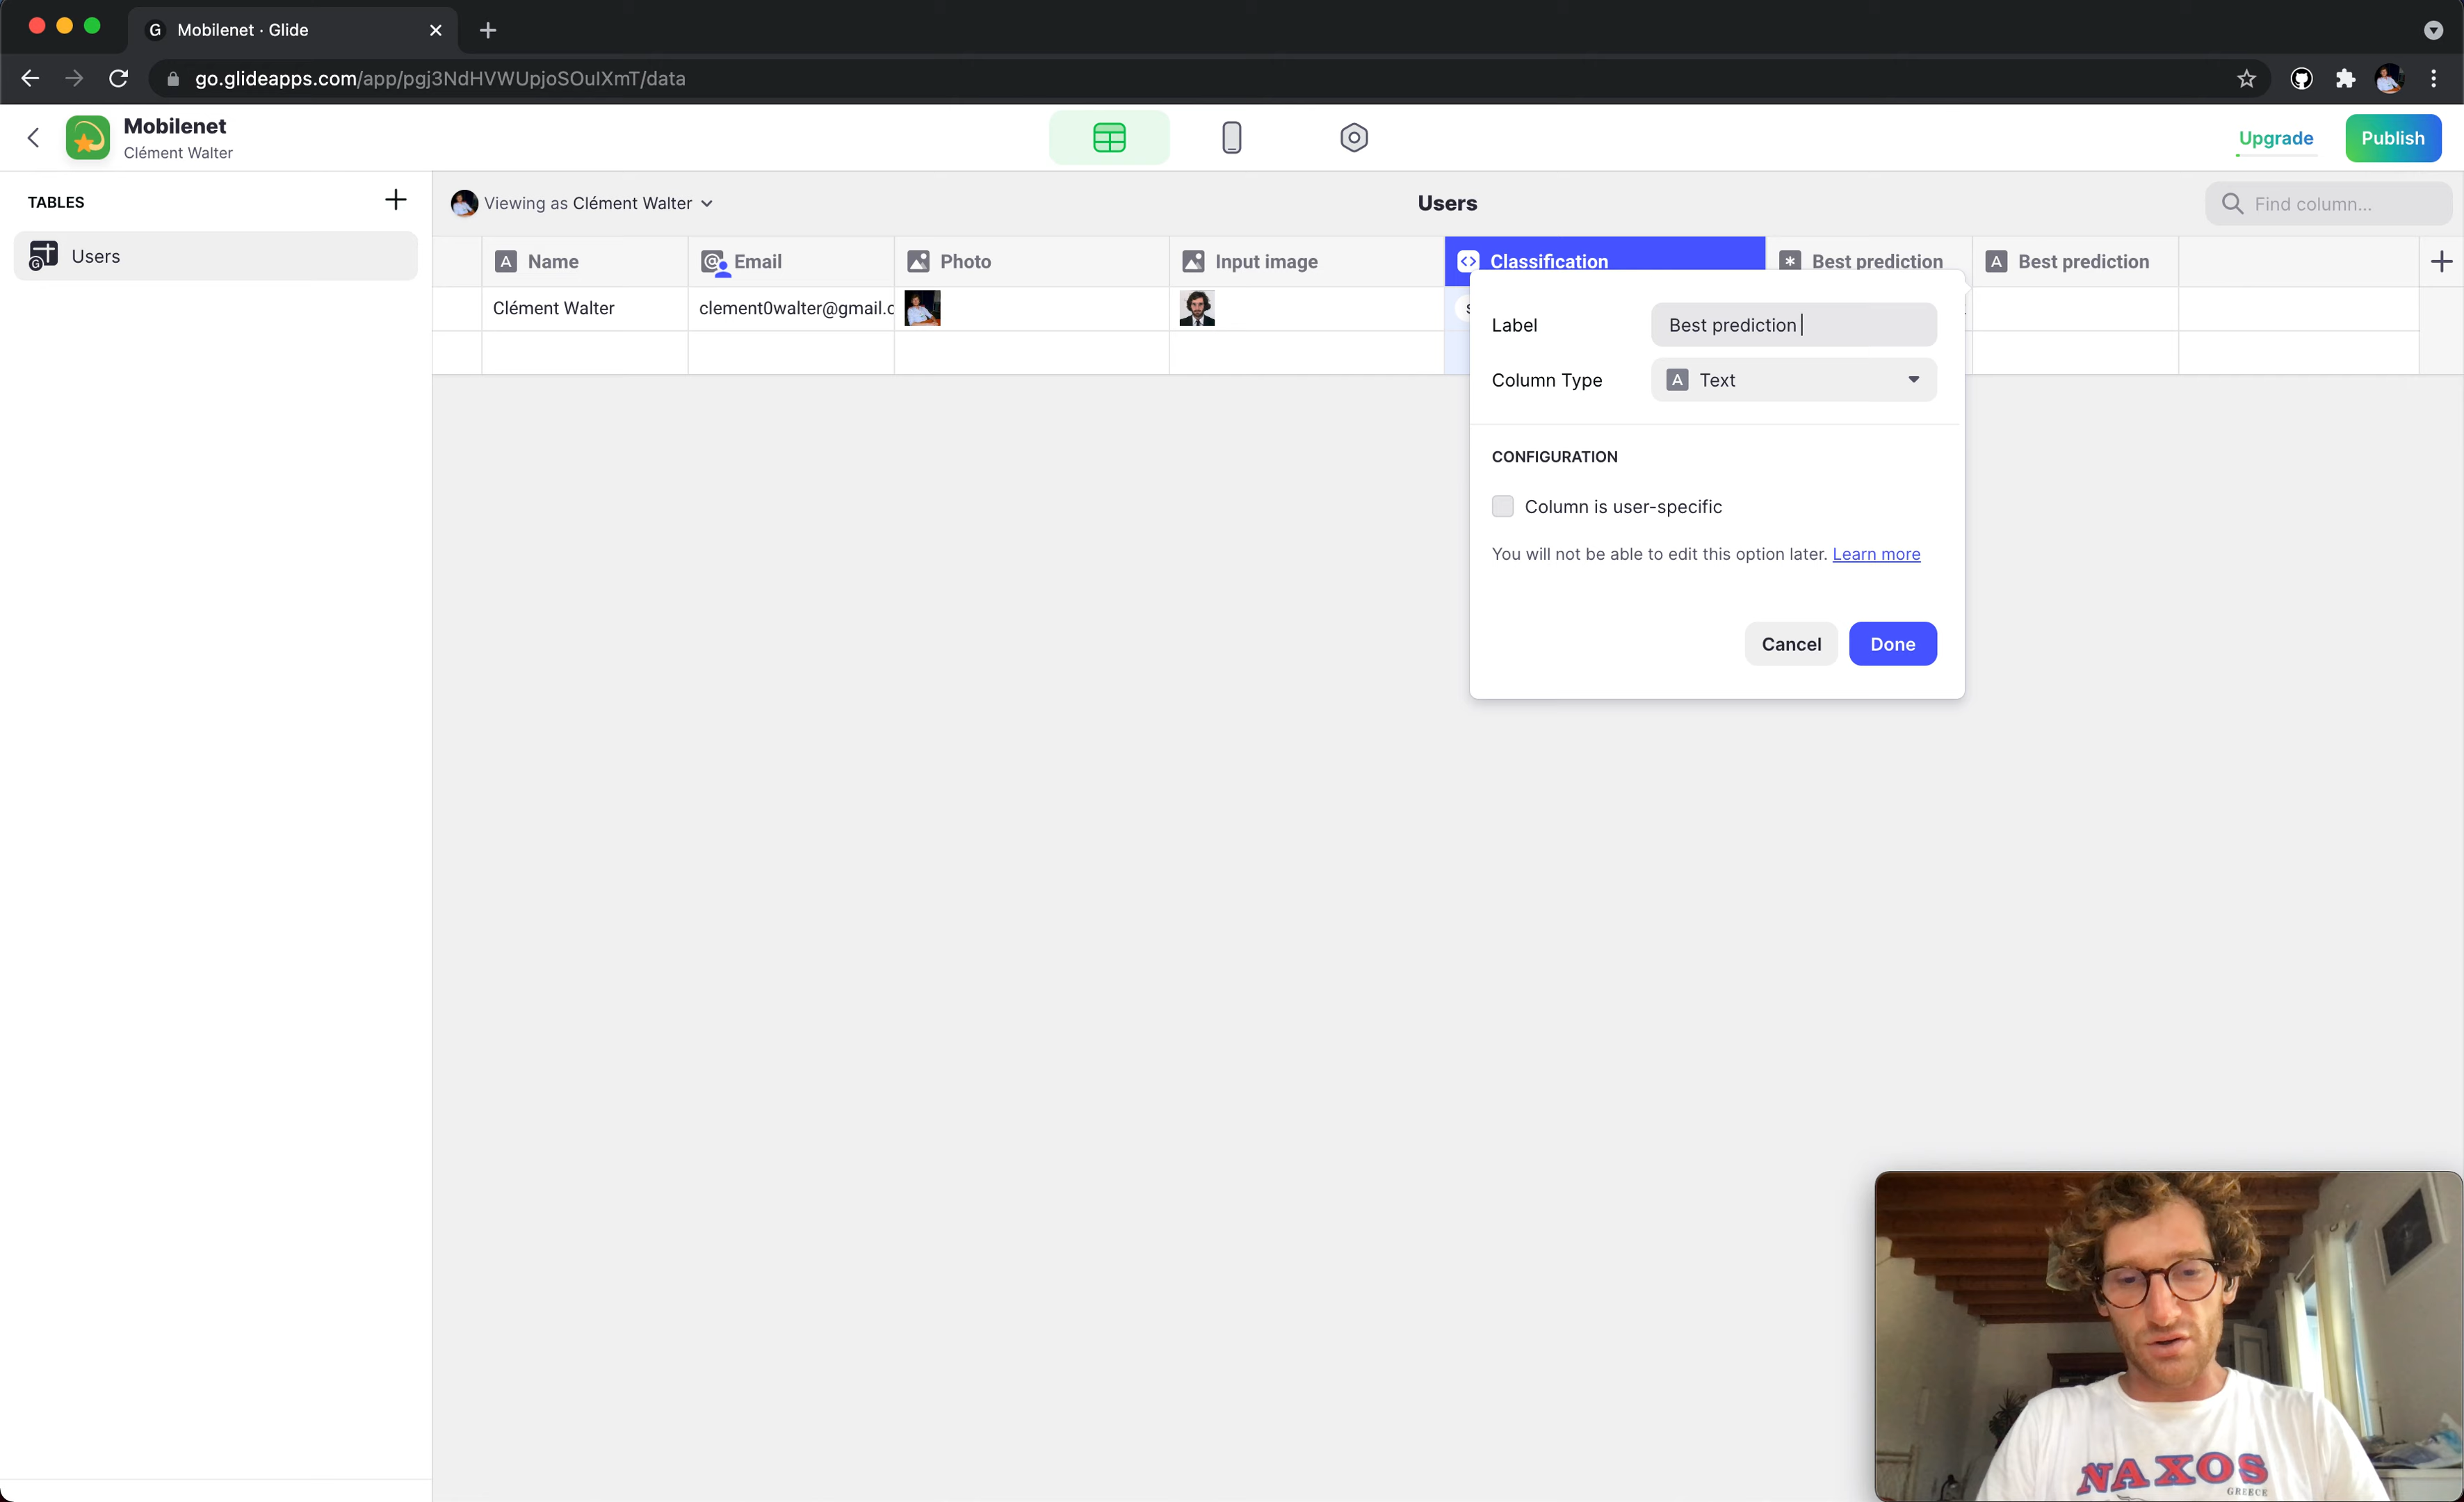 Mobilenet · Glide
go.glideapps.com/app/pgj3NdHVWUpjoSOuIXmT/data
Mobilenet
Clément Walter
Upgrade
Publish
TABLES
Users
Viewing as Clément Walter
Users
Find column...
Name
Email
Photo
Input image
Classification
Best prediction
Best prediction
Clément Walter
clement0walter@gmail.c
Label
Best prediction
Column Type
Text
CONFIGURATION
Column is user-specific
You will not be able to edit this option later. Learn more
Cancel
Done
NAXOS
GREECE